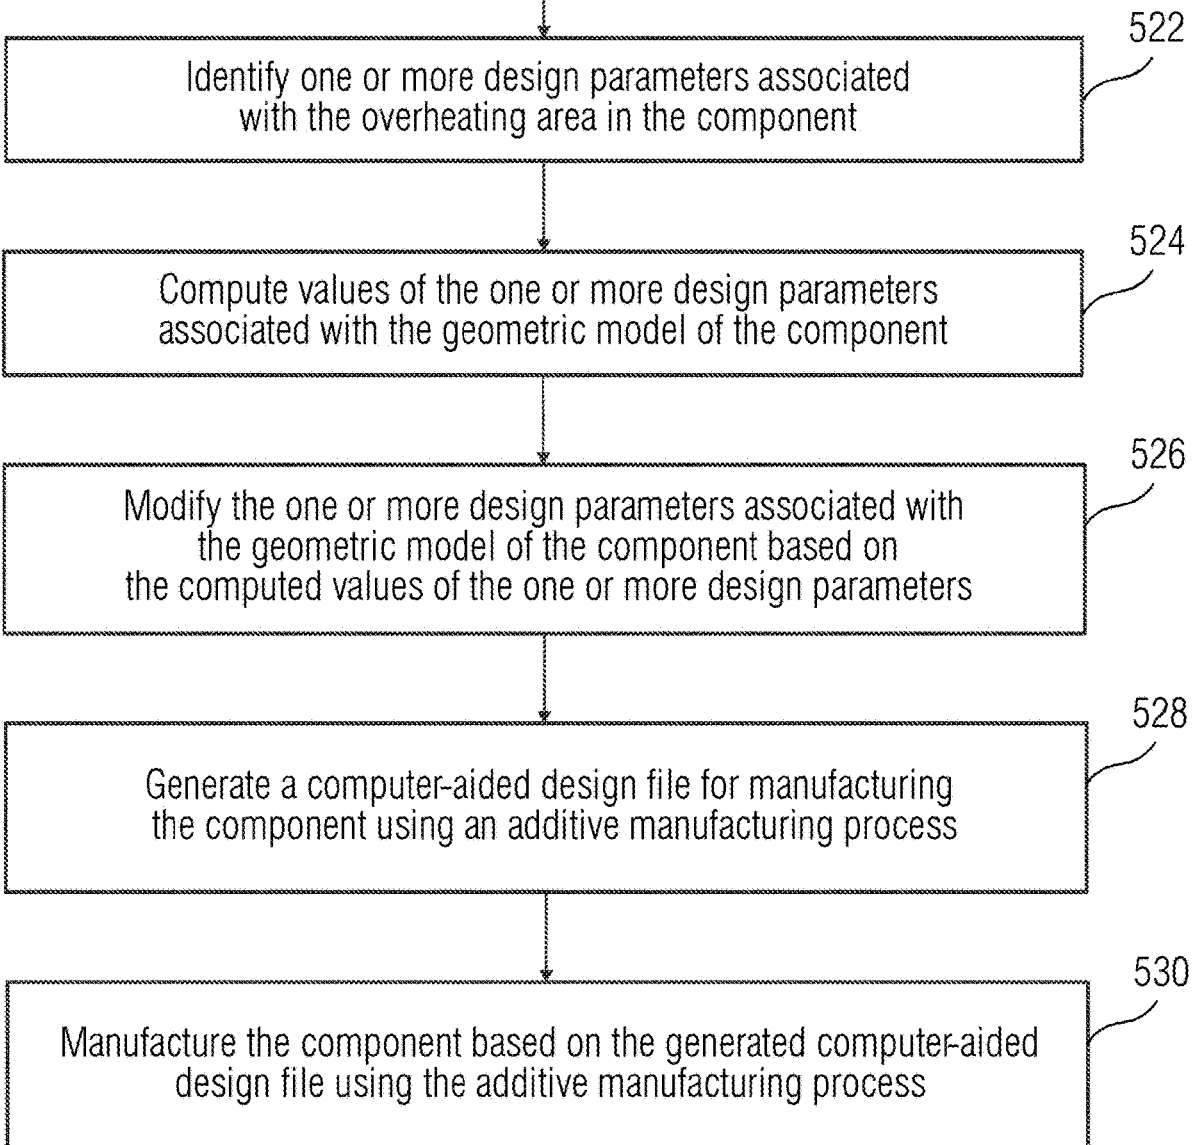 522
Identify one or more design parameters associated
with the overheating area in the component
524
Compute values of the one or more design parameters
associated with the geometric model of the component
526
Modify the one or more design parameters associated with
the geometric model of the component based on
the computed values of the one or more design parameters
528
Generate a computer-aided design file for manufacturing
the component using an additive manufacturing process
530
Manufacture the component based on the generated computer-aided
design file using the additive manufacturing process